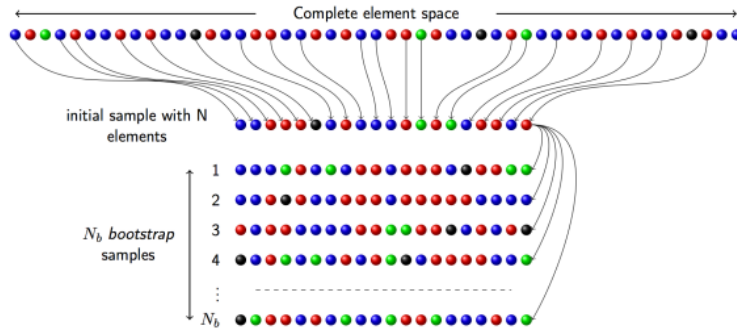 Complete element space
initial sample with N
elements
1
2
N_b bootstrap
samples
3
4
⋮
N_b